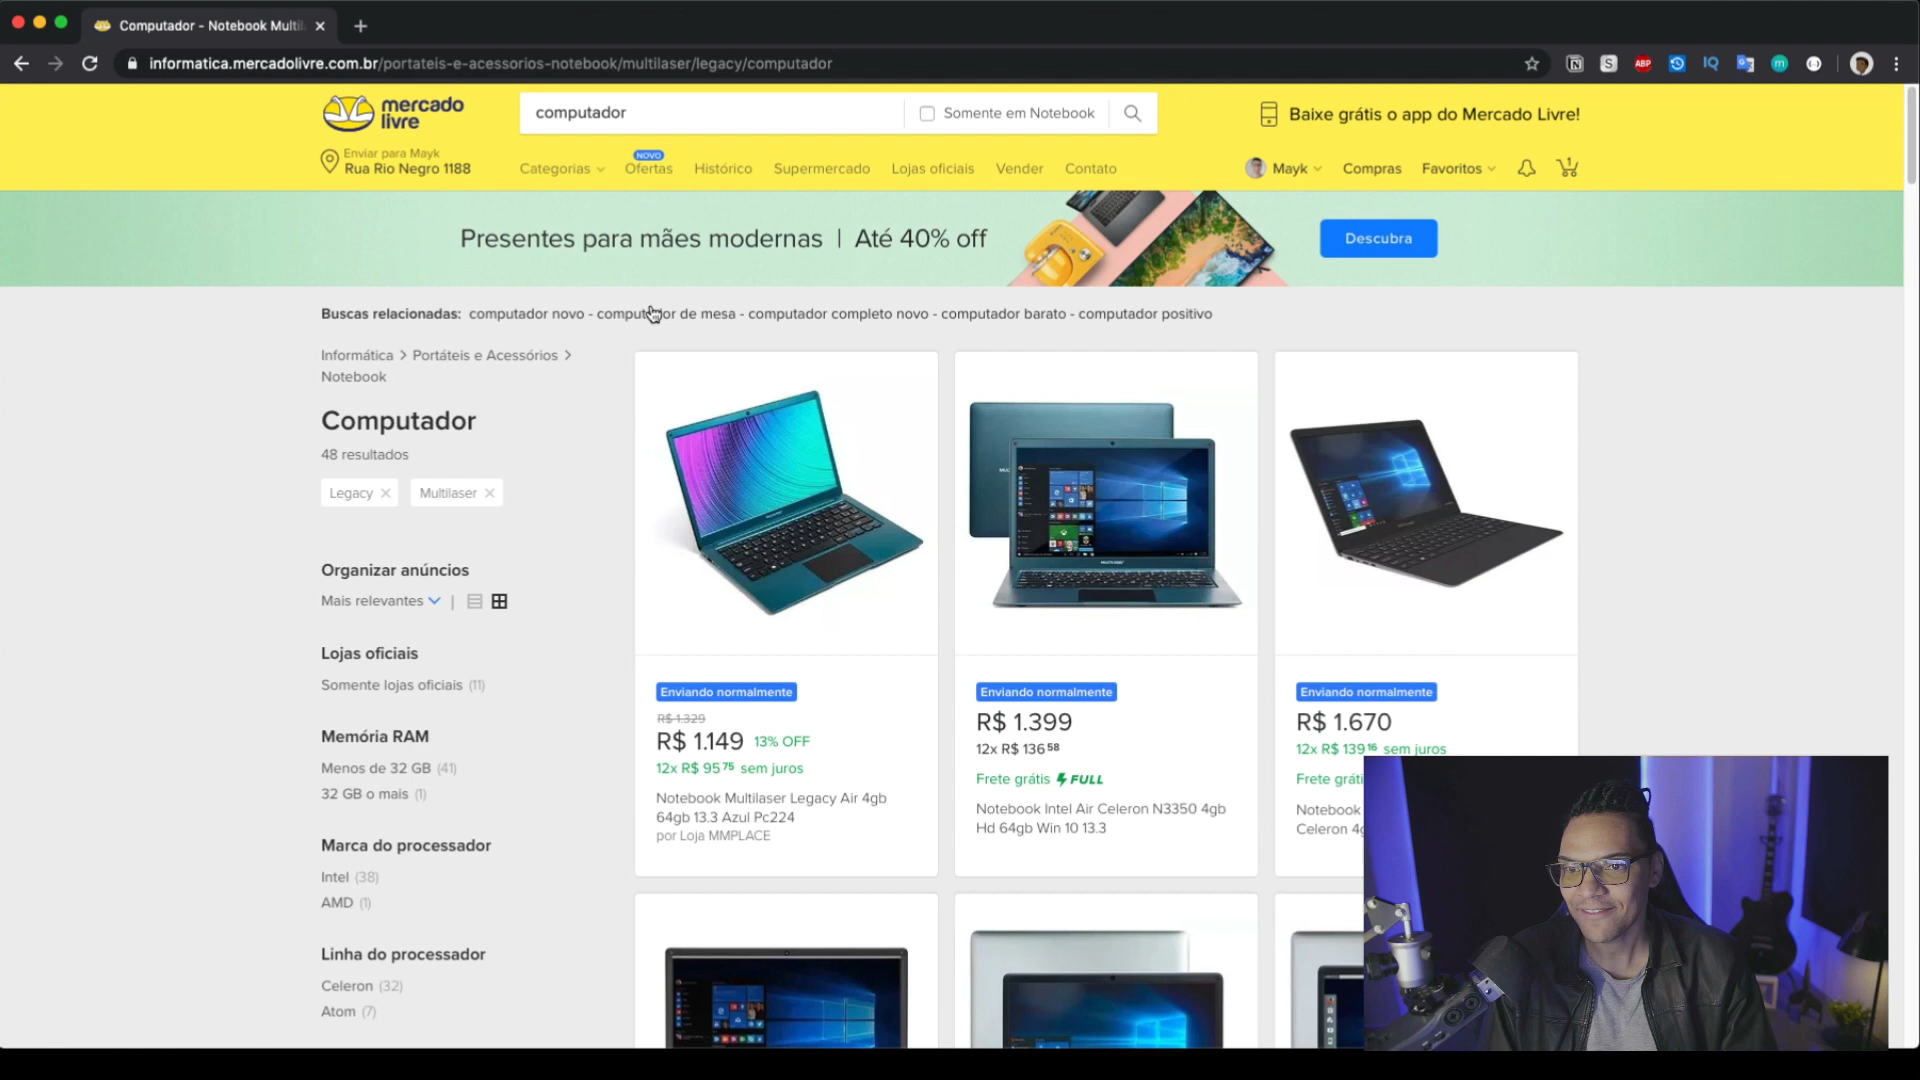 Computador - Notebook Multil
informatica.mercadolivre.com.br/portateis-e-acessorios-notebook/multilaser/legacy/computador
ABP
IQ
mercado
livre
computador
Somente em Notebook
Baixe grátis o app do Mercado Livre!
Enviar para Mayk
Rua Rio Negro 1188
Categorias
NOVO
Ofertas
Histórico
Supermercado
Lojas oficiais
Vender
Contato
Mayk
Compras
Favoritos
1
Presentes para mães modernas | Até 40% off
Descubra
Buscas relacionadas: computador novo - computador de mesa - computador completo novo - computador barato - computador positivo
Informática > Portáteis e Acessórios >
Notebook
Computador
48 resultados
Legacy ×
Multilaser ×
Organizar anúncios
Mais relevantes
Lojas oficiais
Somente lojas oficiais (11)
Memória RAM
Menos de 32 GB (41)
32 GB o mais (1)
Marca do processador
Intel (38)
AMD (1)
Linha do processador
Celeron (32)
Atom (7)
Enviando normalmente
R$ 1.329
R$ 1.149 13% OFF
12x R$ 95 75 sem juros
Notebook Multilaser Legacy Air 4gb
64gb 13.3 Azul Pc224
por Loja MMPLACE
Enviando normalmente
R$ 1.399
12x R$ 136 58
Frete grátis FULL
Notebook Intel Air Celeron N3350 4gb
Hd 64gb Win 10 13.3
Enviando normalmente
R$ 1.670
12x R$ 139 16 sem juros
Frete gráti
Notebook
Celeron 4g